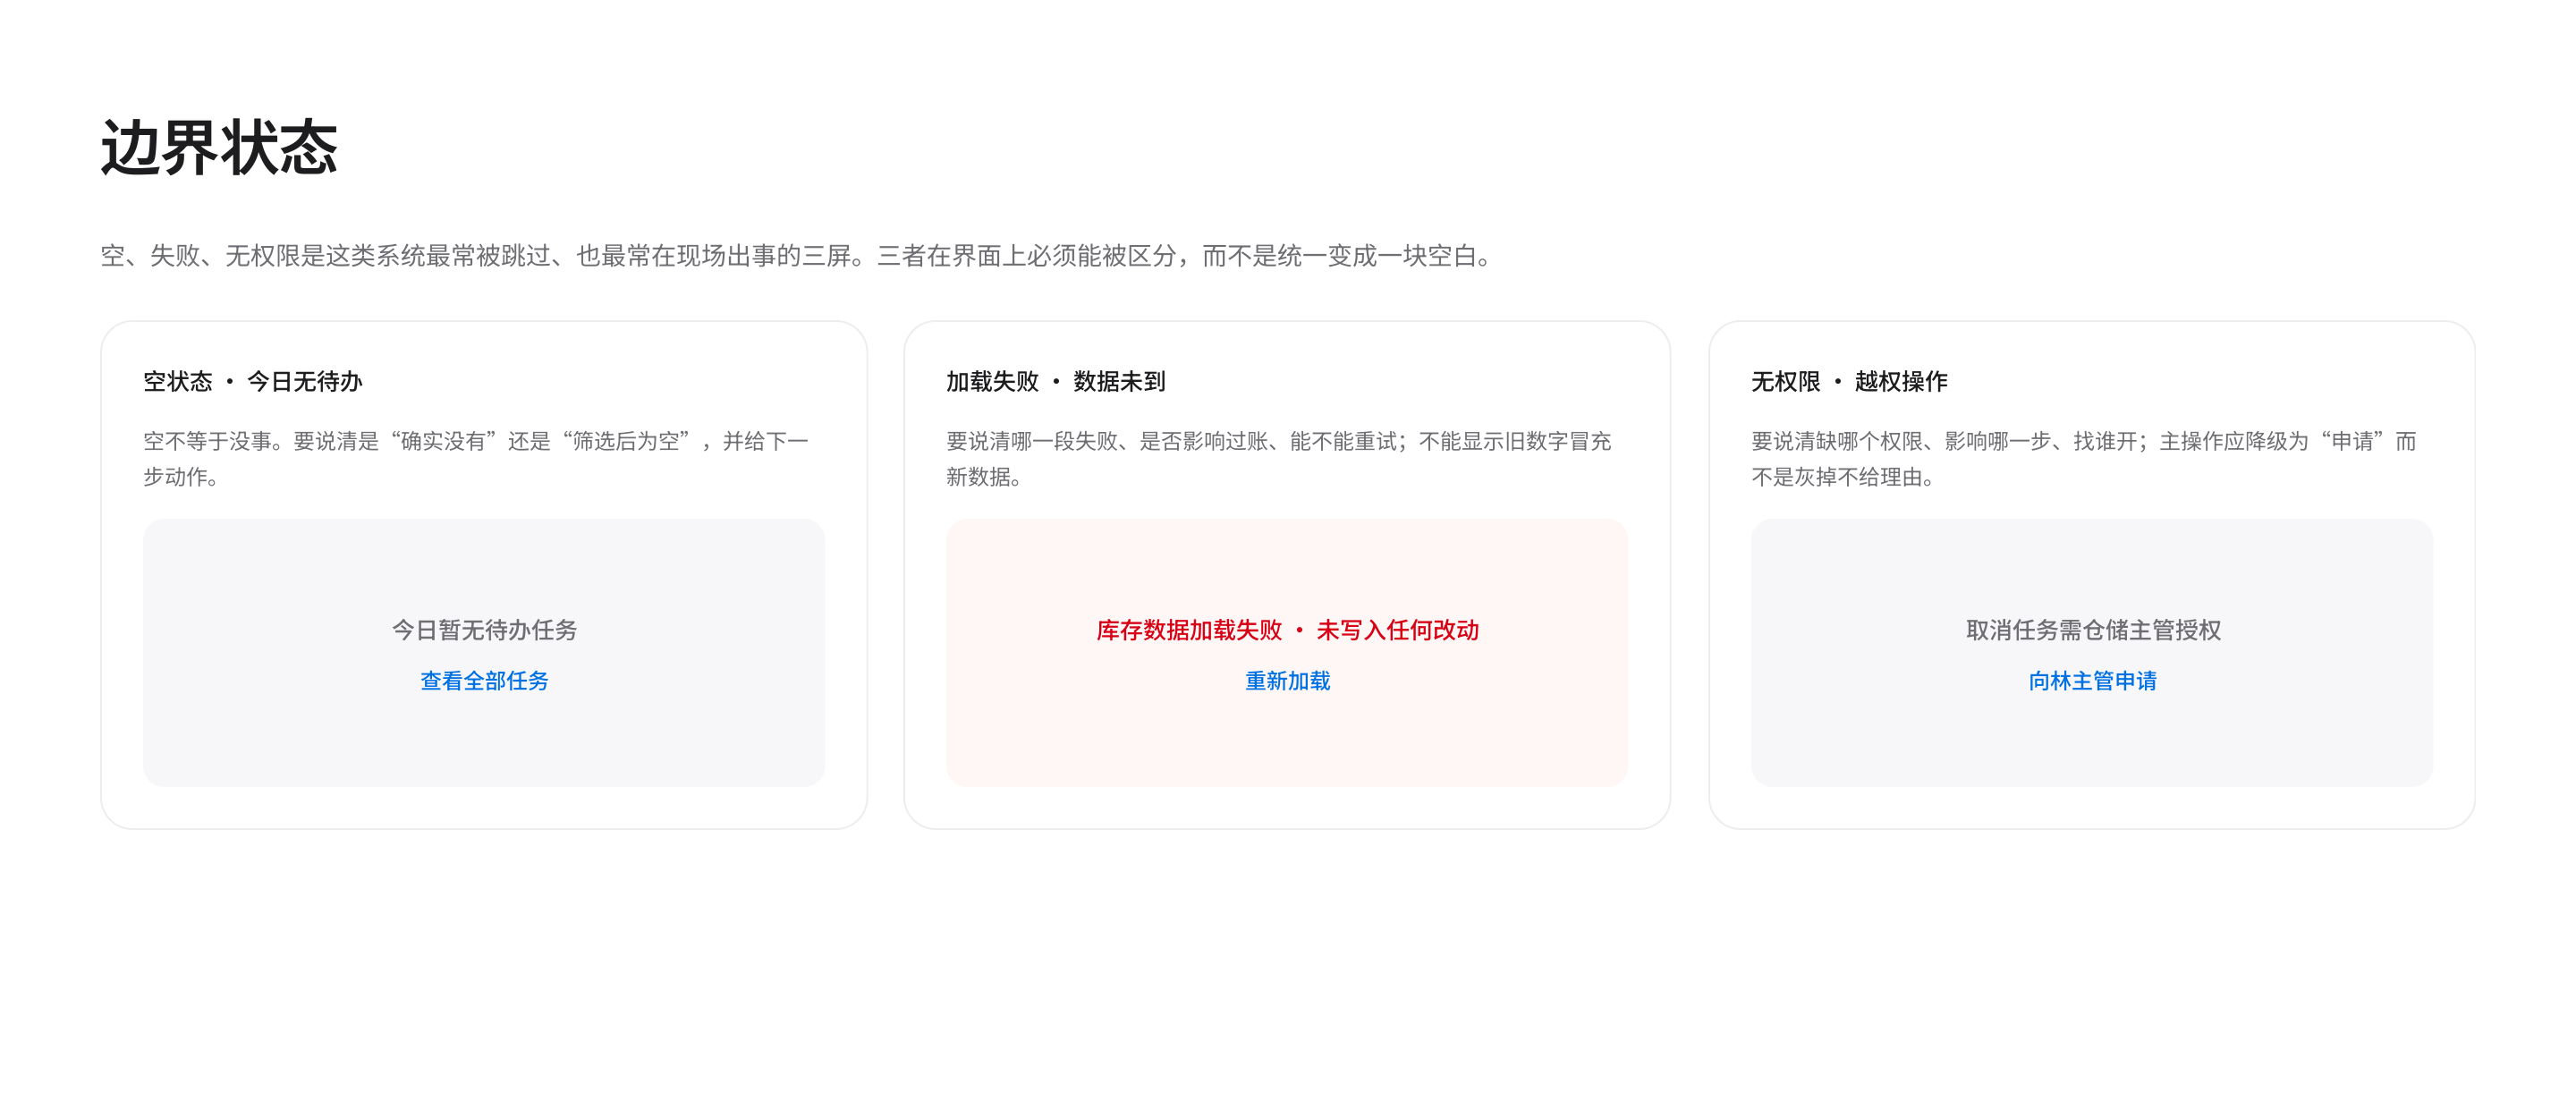 边界状态
空、失败、无权限是这类系统最常被跳过、也最常在现场出事的三屏。三者在界面上必须能被区分，而不是统一变成一块空白。
空状态 · 今日无待办
空不等于没事。要说清是“确实没有”还是“筛选后为空”，并给下一
步动作。
今日暂无待办任务
查看全部任务
加载失败 · 数据未到
要说清哪一段失败、是否影响过账、能不能重试；不能显示旧数字冒充
新数据。
库存数据加载失败 · 未写入任何改动
重新加载
无权限 · 越权操作
要说清缺哪个权限、影响哪一步、找谁开；主操作应降级为“申请”而
不是灰掉不给理由。
取消任务需仓储主管授权
向林主管申请